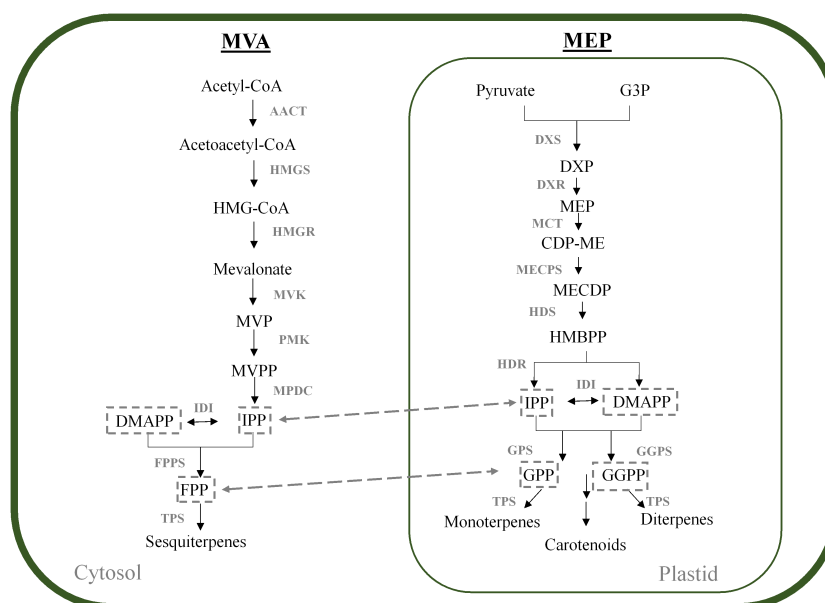 MVA
Acetyl-CoA
AACT
Acetoacetyl-CoA
HMGS
HMG-CoA
HMGR
Mevalonate
MVK
MVP
PMK
MVPP
MPDC
DMAPP
IDI
IPP
FPPS
FPP
TPS
Sesquiterpenes
Cytosol
MEP
Pyruvate
G3P
DXS
DXP
DXR
MEP
MCT
CDP-ME
MECPS
MECDP
HDS
HMBPP
HDR
IPP
IDI
DMAPP
GPS
GGPS
GPP
GGPP
TPS
TPS
Monoterpenes
Diterpenes
Carotenoids
Plastid